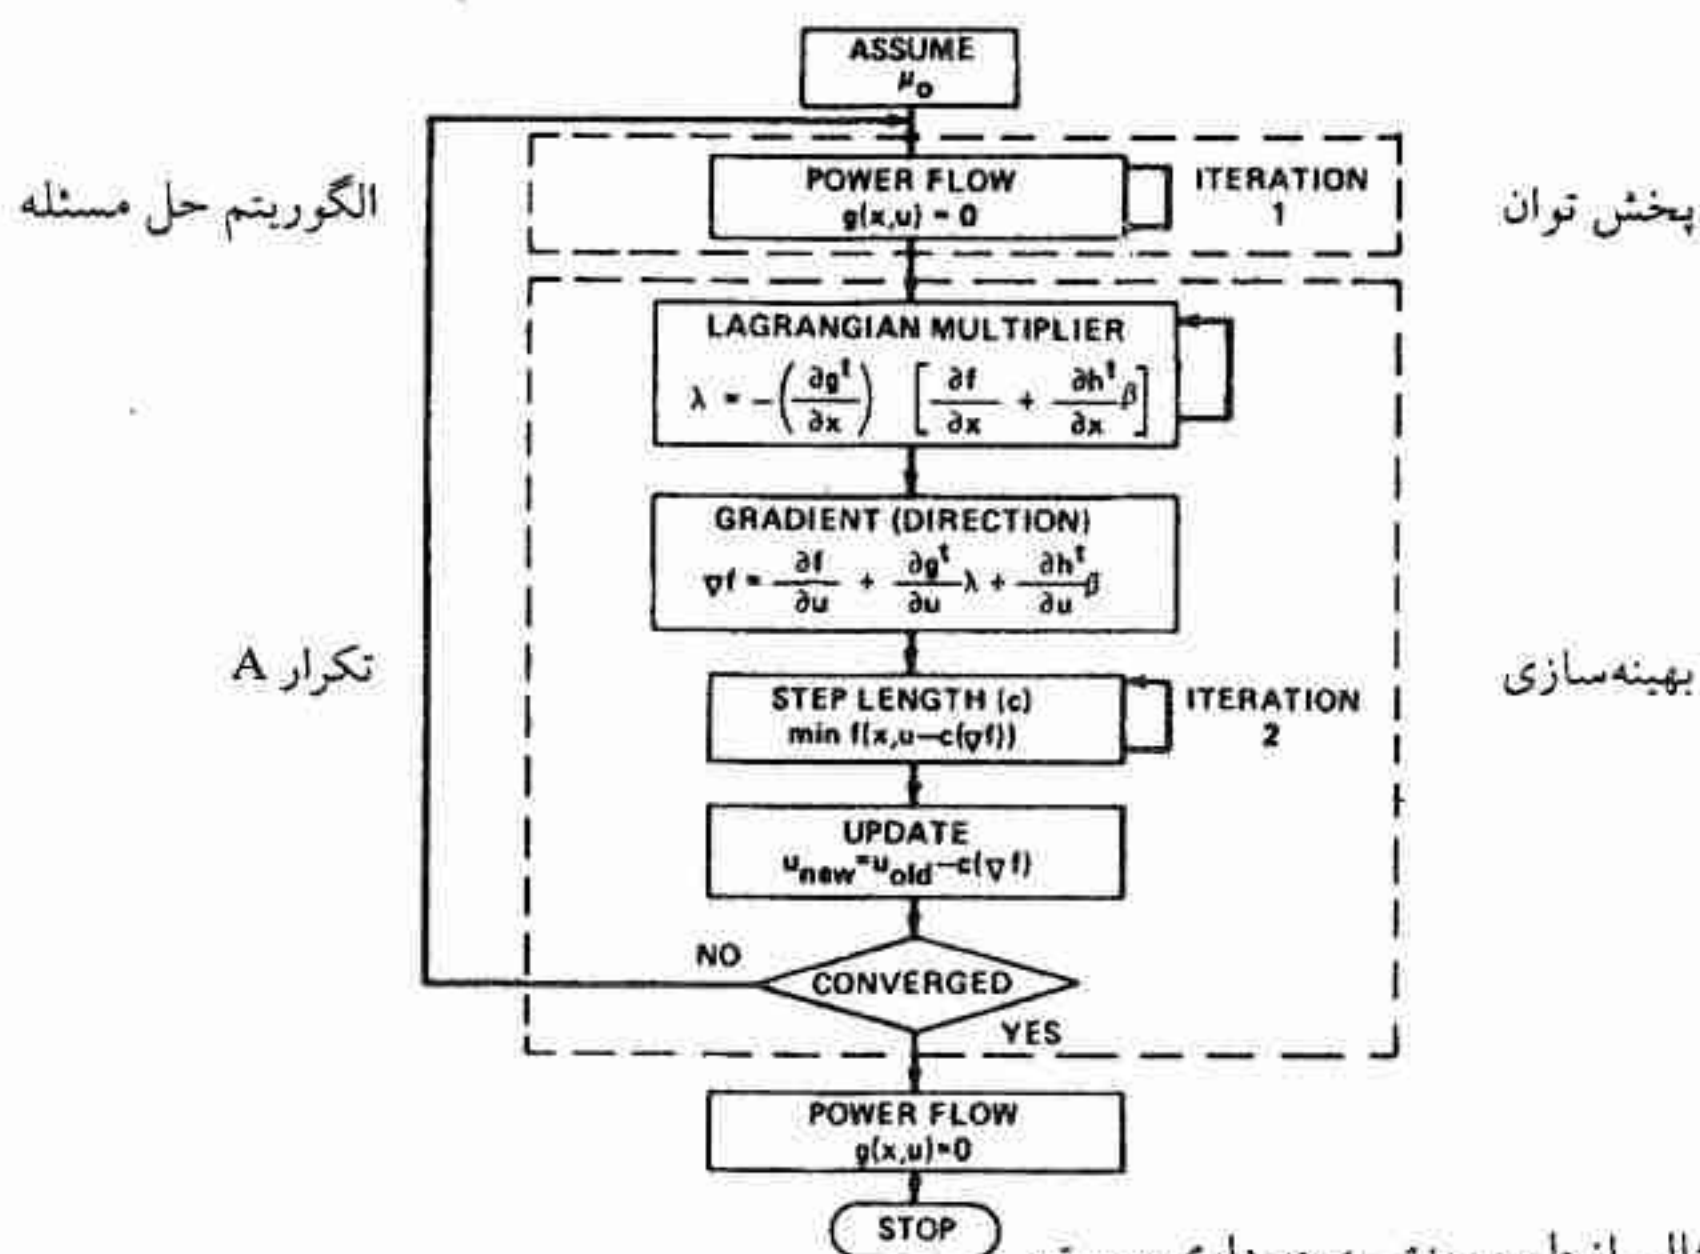 ASSUME
μ₀
POWER FLOW
g(x,u) = 0
ITERATION
1
الگوریتم حل مسئله
پخش توان
LAGRANGIAN MULTIPLIER
λ = -(∂gᵗ/∂x) [∂f/∂x + ∂hᵗ/∂x β]
GRADIENT (DIRECTION)
∇f = ∂f/∂u + ∂gᵗ/∂u λ + ∂hᵗ/∂u β
تکرار A
بهینه‌سازی
STEP LENGTH (c)
min f(x,u-c(∇f))
ITERATION
2
UPDATE
u_new=u_old-c(∇f)
NO
CONVERGED
YES
POWER FLOW
g(x,u)=0
STOP